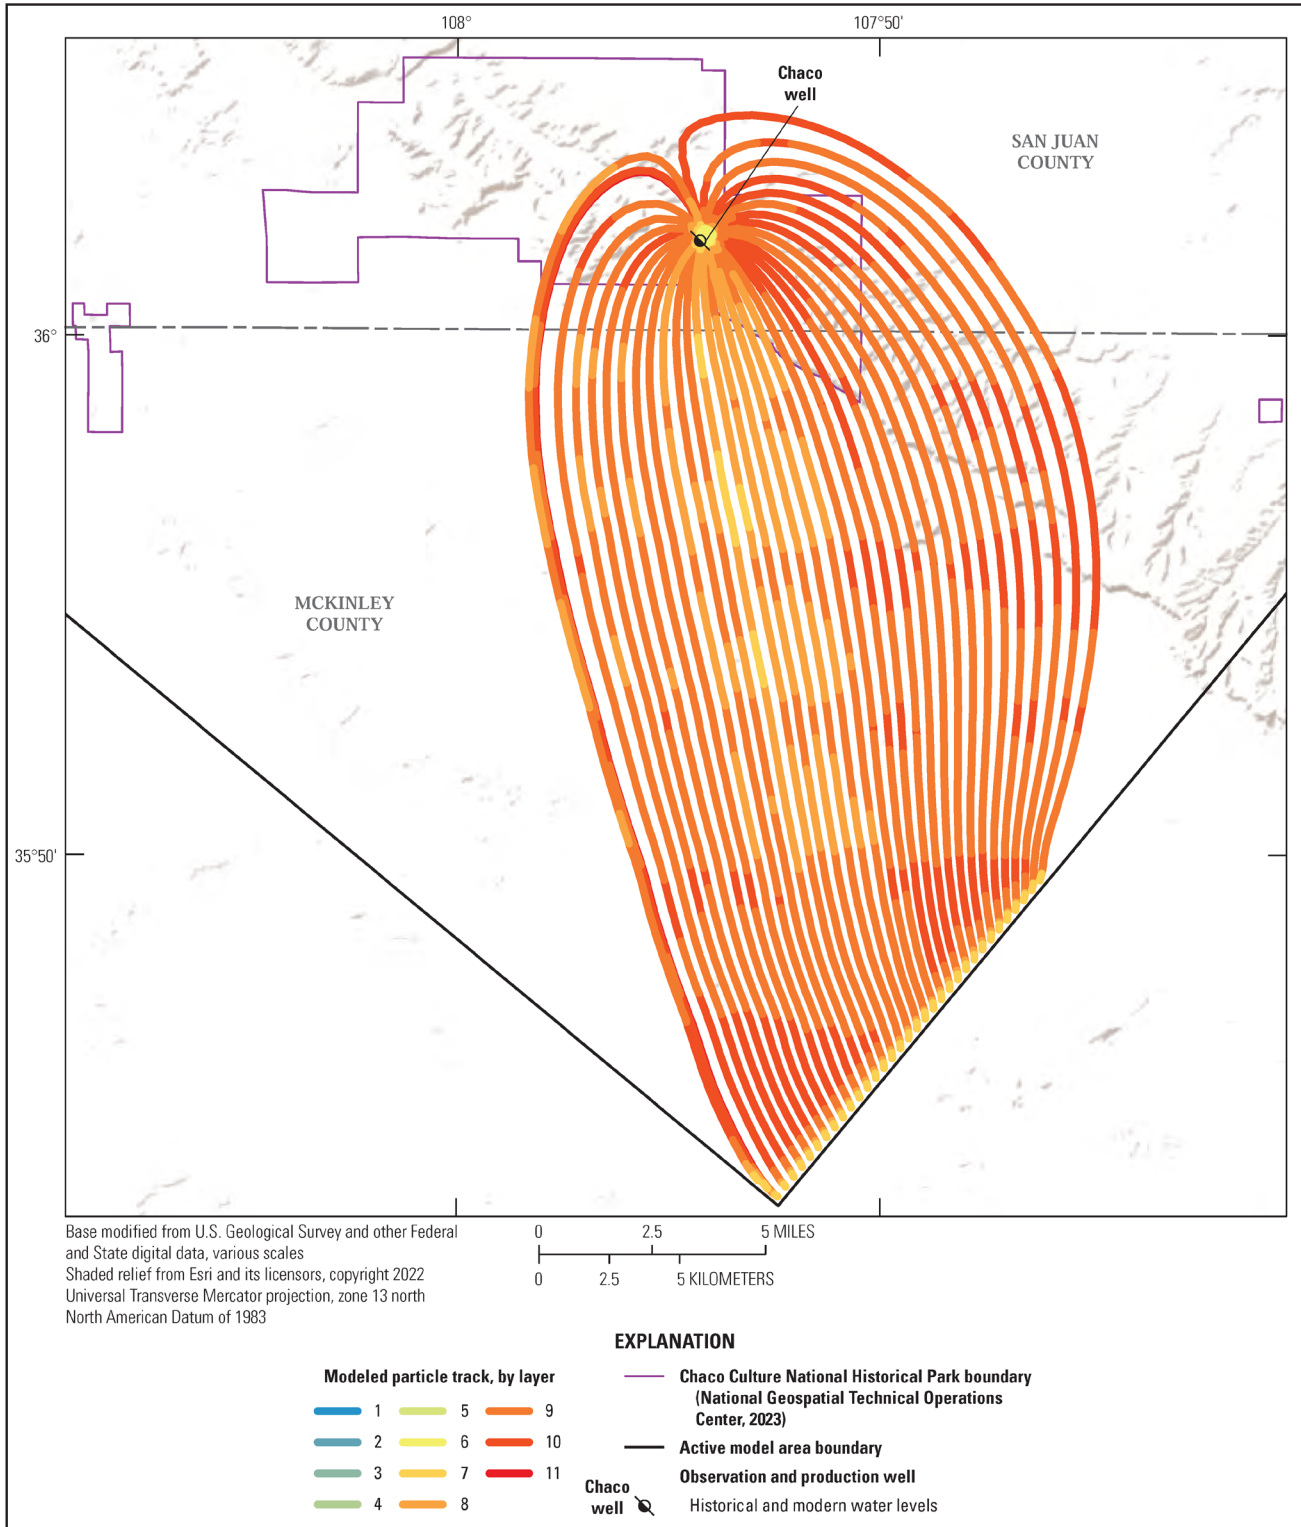 108°
107°50'
Chaco
well
SAN JUAN
COUNTY
36°
MCKINLEY
COUNTY
35°50'
Base modified from U.S. Geological Survey and other Federal
and State digital data, various scales
Shaded relief from Esri and its licensors, copyright 2022
Universal Transverse Mercator projection, zone 13 north
North American Datum of 1983
0 2.5 5 MILES
0 2.5 5 KILOMETERS
EXPLANATION
Modeled particle track, by layer
1
2
3
4
5
6
7
8
9
10
11
Chaco Culture National Historical Park boundary
(National Geospatial Technical Operations
Center, 2023)
Active model area boundary
Observation and production well
Chaco
well
Historical and modern water levels